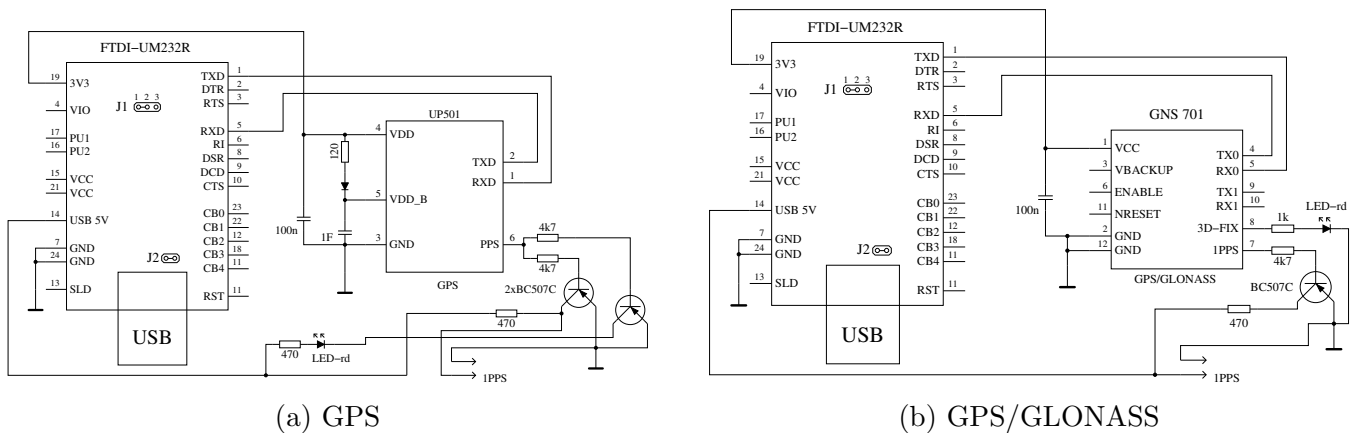 FTDI−UM232R
19 3V3
4 VIO
17 PU1
16 PU2
15 VCC
21 VCC
14 USB 5V
7 GND
24 GND
13 SLD
J1 1 2 3
J2
TXD 1
DTR 2
RTS 3
RXD 5
RI 6
DSR 8
DCD 9
CTS 10
CB0 23
CB1 22
CB2 12
CB3 18
CB4 11
RST 11
USB
120
100n
1F
UP501
4 VDD
5 VDD_B
3 GND
TXD 2
RXD 1
PPS 6
GPS
4k7
4k7
2xBC507C
470
470
LED−rd
1PPS
(a) GPS
FTDI−UM232R
19 3V3
4 VIO
17 PU1
16 PU2
15 VCC
21 VCC
14 USB 5V
7 GND
24 GND
13 SLD
J1 1 2 3
J2
TXD 1
DTR 2
RTS 3
RXD 5
RI 6
DSR 8
DCD 9
CTS 10
CB0 23
CB1 22
CB2 12
CB3 18
CB4 11
RST 11
USB
100n
GNS 701
1 VCC
3 VBACKUP
6 ENABLE
11 NRESET
2 GND
12 GND
TX0 4
RX0 5
TX1 9
RX1 10
3D−FIX 8
1PPS 7
GPS/GLONASS
1k
LED−rd
4k7
BC507C
470
1PPS
(b) GPS/GLONASS